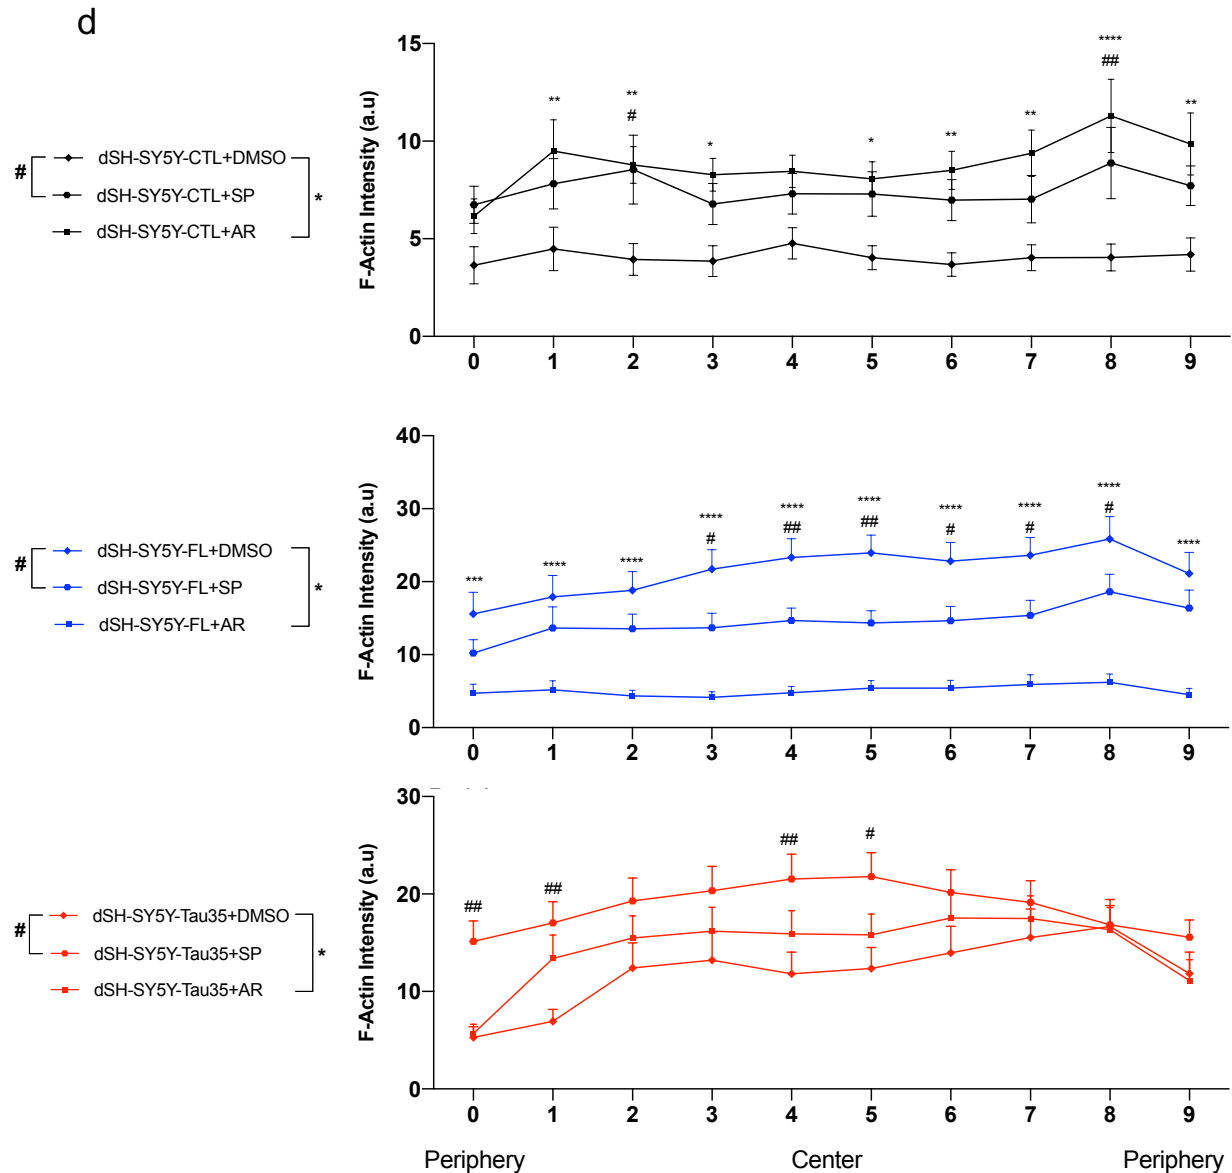 d
15
10
5
0
F-Actin Intensity (a.u)
# dSH-SY5Y-CTL+DMSO
dSH-SY5Y-CTL+SP *
dSH-SY5Y-CTL+AR
** ** # * * ** ** **** ## **
0 1 2 3 4 5 6 7 8 9
40
30
20
10
0
F-Actin Intensity (a.u)
# dSH-SY5Y-FL+DMSO
dSH-SY5Y-FL+SP *
dSH-SY5Y-FL+AR
*** **** **** **** # **** ## **** ## **** # **** # **** # ****
0 1 2 3 4 5 6 7 8 9
30
20
10
0
F-Actin Intensity (a.u)
# dSH-SY5Y-Tau35+DMSO
dSH-SY5Y-Tau35+SP *
dSH-SY5Y-Tau35+AR
## ## ## #
0 1 2 3 4 5 6 7 8 9
Periphery Center Periphery